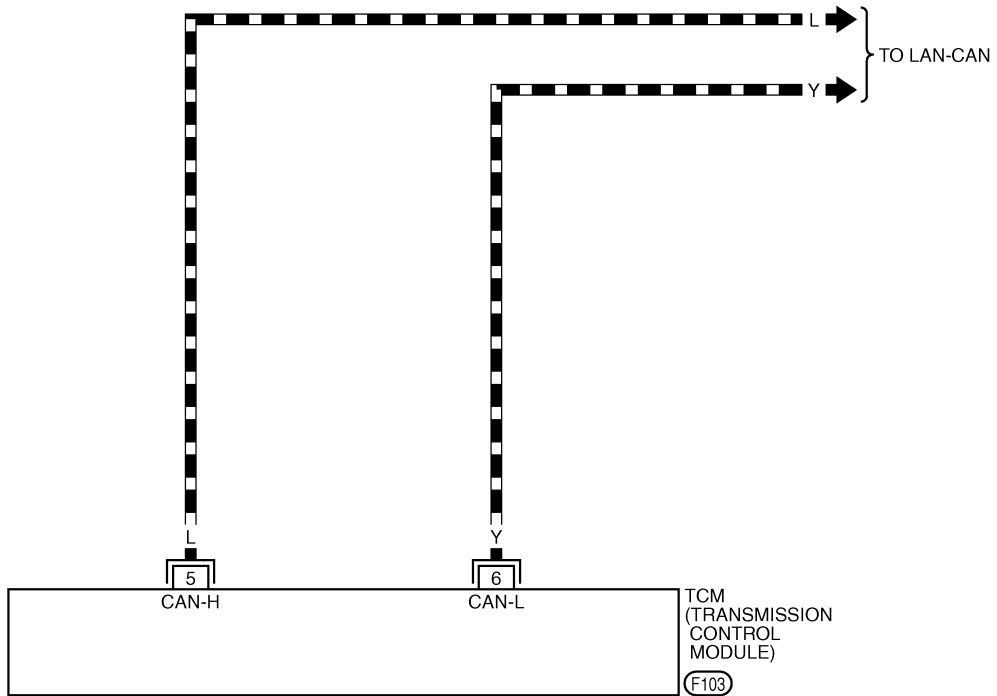 L
TO LAN-CAN
Y
L
Y
5
6
CAN-H
CAN-L
TCM
(TRANSMISSION
CONTROL
MODULE)
F103